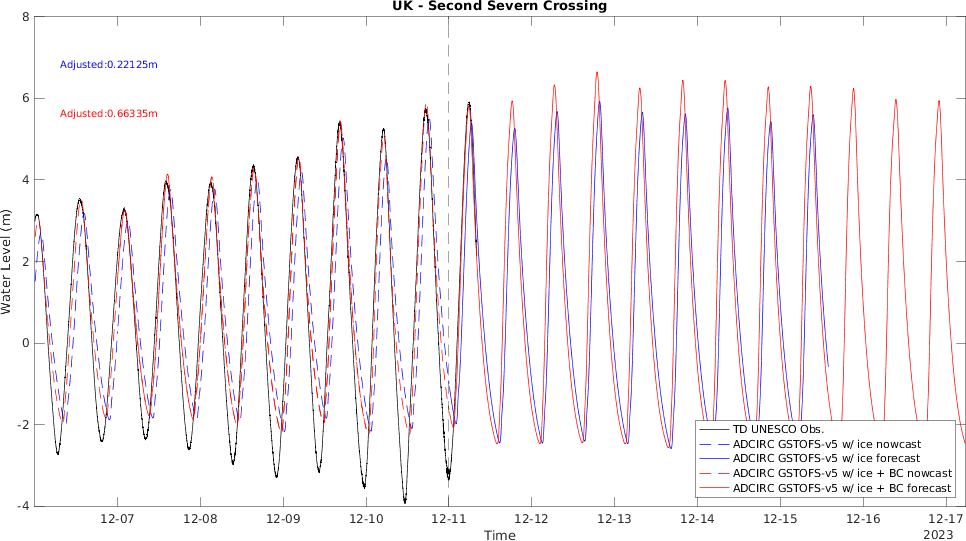 UK - Second Severn Crossing
8
6
4
2
0
-2
-4
Water Level (m)
Adjusted:0.22125m
Adjusted:0.66335m
TD UNESCO Obs.
ADCIRC GSTOFS-v5 w/ ice nowcast
ADCIRC GSTOFS-v5 w/ ice forecast
ADCIRC GSTOFS-v5 w/ ice + BC nowcast
ADCIRC GSTOFS-v5 w/ ice + BC forecast
12-07 12-08 12-09 12-10 12-11 12-12 12-13 12-14 12-15 12-16 12-17
Time
2023